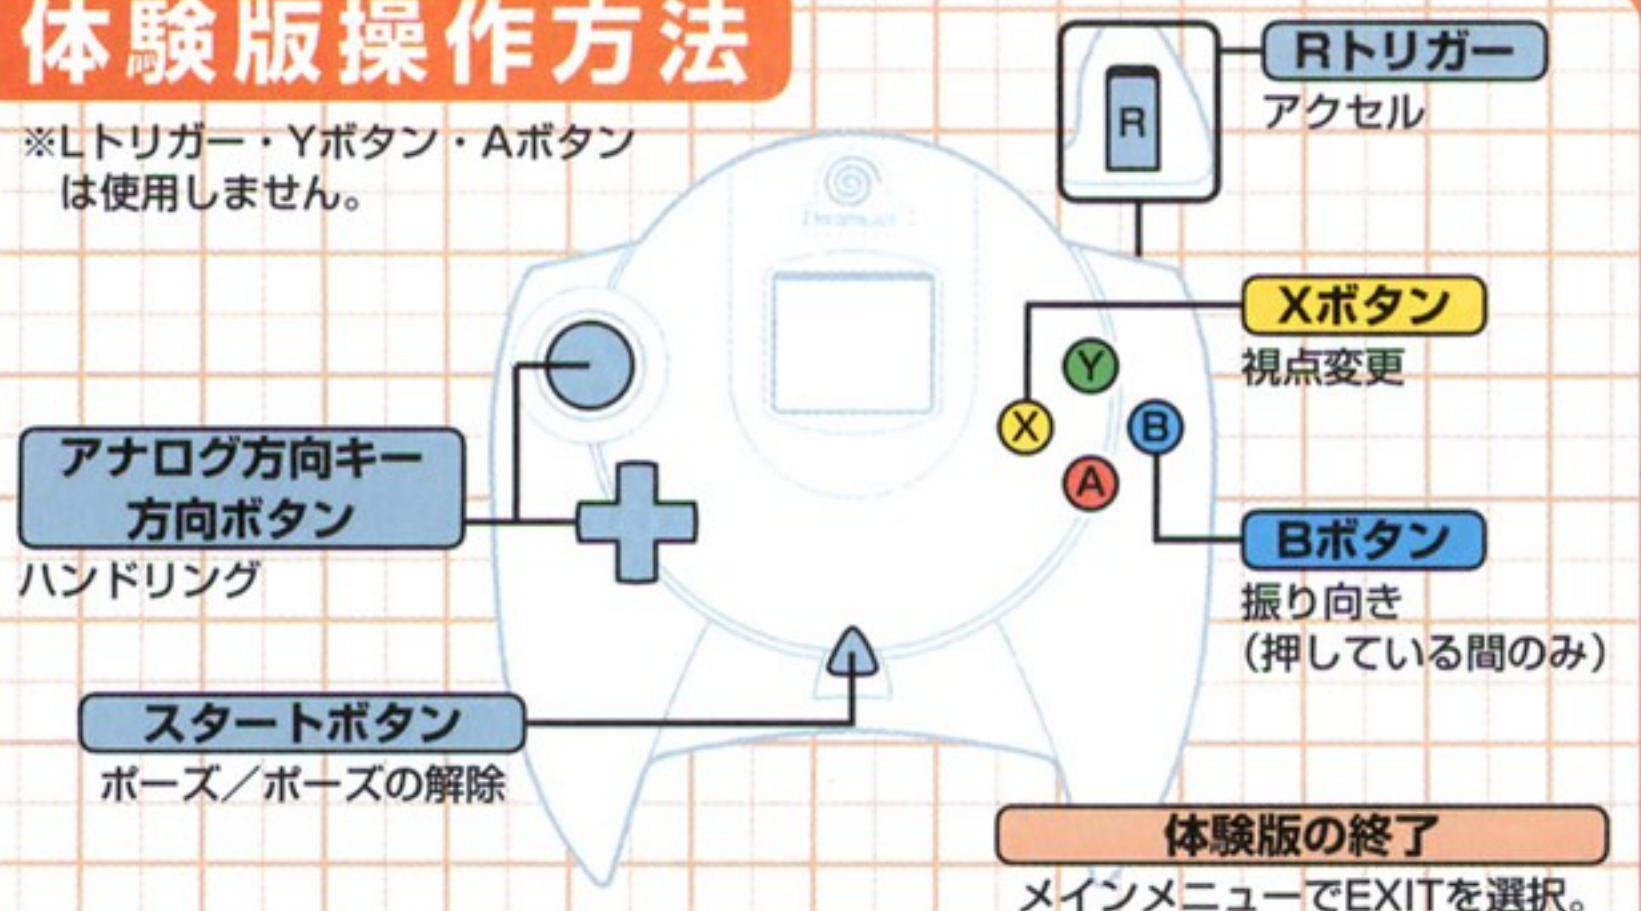 体験版操作方法
※Lトリガー・Yボタン・Aボタン
は使用しません。
Rトリガー
アクセル
R
Dreamcast
Xボタン
視点変更
Y
X
B
A
アナログ方向キー
方向ボタン
ハンドリング
Bボタン
振り向き
（押している間のみ）
スタートボタン
ポーズ／ポーズの解除
体験版の終了
メインメニューでEXITを選択。